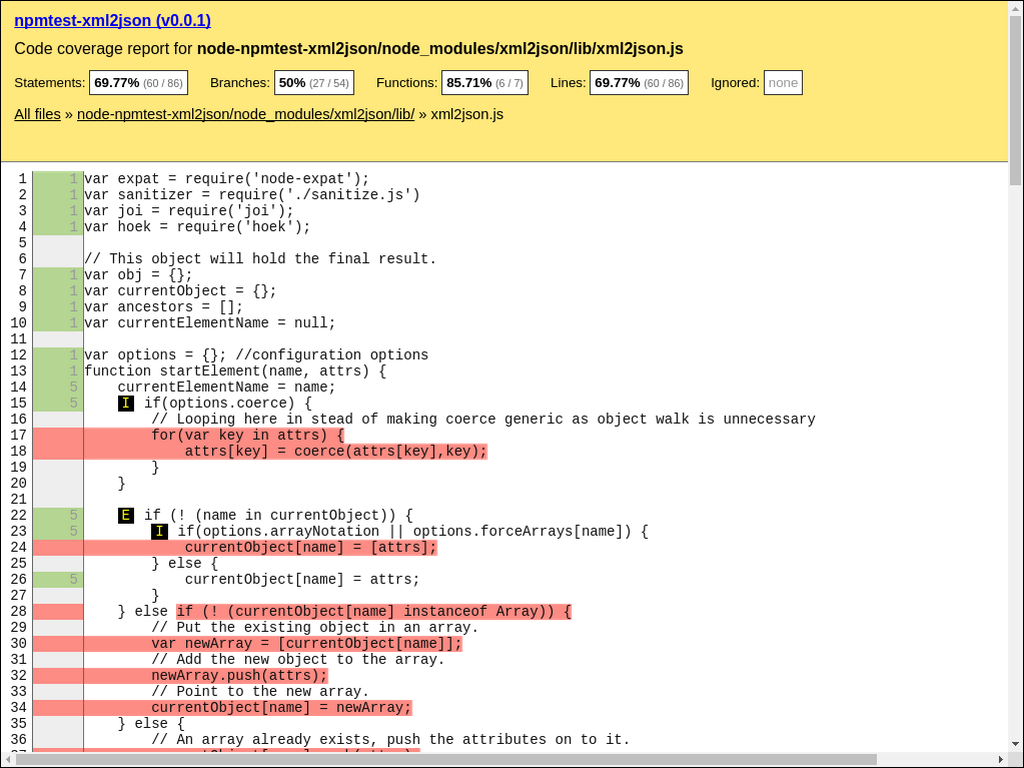 npmtest-xml2json (v0.0.1)
Code coverage report for node-npmtest-xml2json/node_modules/xml2json/lib/xml2json.js
Statements: 69.77% (60 / 86) Branches: 50% (27 / 54) Functions: 85.71% (6 / 7) Lines: 69.77% (60 / 86) Ignored: none
All files » node-npmtest-xml2json/node_modules/xml2json/lib/ » xml2json.js
1 1 var expat = require('node-expat');
2 1 var sanitizer = require('./sanitize.js')
3 1 var joi = require('joi');
4 1 var hoek = require('hoek');
5
6 // This object will hold the final result.
7 1 var obj = {};
8 1 var currentObject = {};
9 1 var ancestors = [];
10 1 var currentElementName = null;
11
12 1 var options = {}; //configuration options
13 1 function startElement(name, attrs) {
14 5 currentElementName = name;
15 5 I if(options.coerce) {
16 // Looping here in stead of making coerce generic as object walk is unnecessary
17 for(var key in attrs) {
18 attrs[key] = coerce(attrs[key],key);
19 }
20 }
21
22 5 E if (! (name in currentObject)) {
23 5 I if(options.arrayNotation || options.forceArrays[name]) {
24 currentObject[name] = [attrs];
25 } else {
26 5 currentObject[name] = attrs;
27 }
28 } else if (! (currentObject[name] instanceof Array)) {
29 // Put the existing object in an array.
30 var newArray = [currentObject[name]];
31 // Add the new object to the array.
32 newArray.push(attrs);
33 // Point to the new array.
34 currentObject[name] = newArray;
35 } else {
36 // An array already exists, push the attributes on to it.